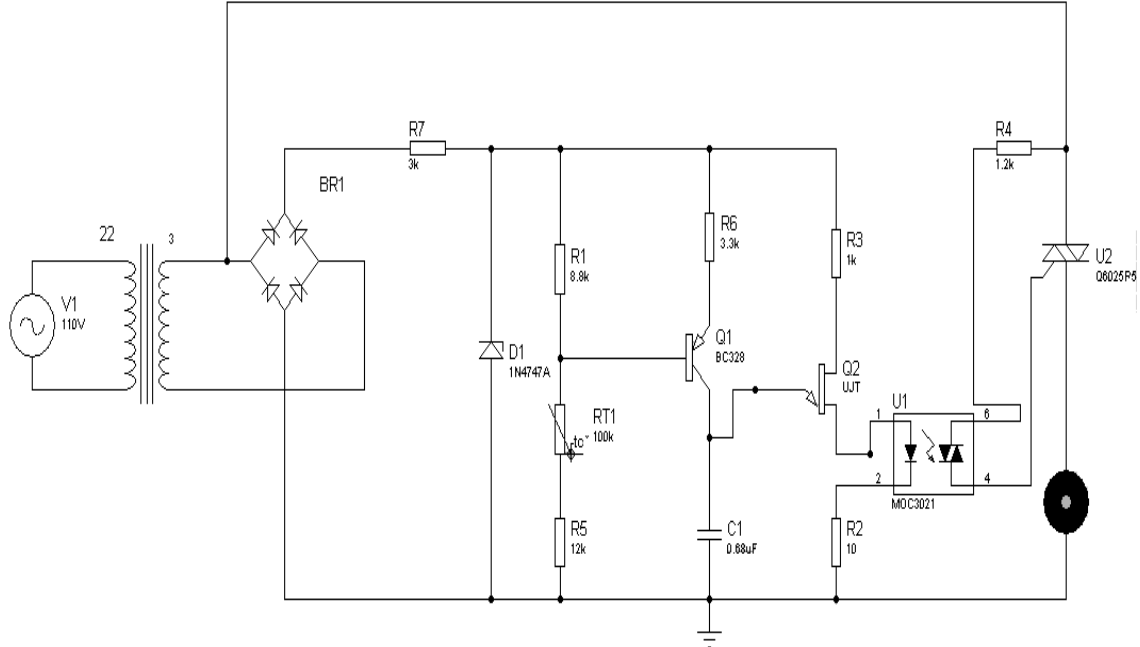 R7
3k
R4
1.2k
BR1
22
3
V1
110V
R1
8.8k
R6
3.3k
R3
1k
U2
Q6025P5
D1
1N4747A
Q1
BC328
Q2
UJT
RT1
100k
tc°
U1
1
6
2
4
MOC3021
R5
12k
C1
0.68uF
R2
10